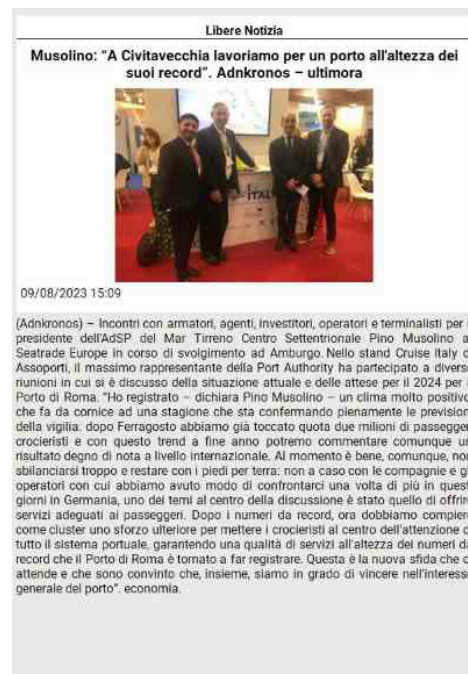 Libere Notizia
Musolino: “A Civitavecchia lavoriamo per un porto all'altezza dei
suoi record”. Adnkronos – ultimora
ITAL
09/08/2023 15:09
(Adnkronos) – Incontri con armatori, agenti, investitori, operatori e terminalisti per i
presidente dell'AdSP del Mar Tirreno Centro Settentrionale Pino Musolino a
Seatrade Europe in corso di svolgimento ad Amburgo. Nello stand Cruise Italy d
Assoporti, il massimo rappresentante della Port Authority ha partecipato a divers
riunioni in cui si è discusso della situazione attuale e delle attese per il 2024 per
Porto di Roma. “Ho registrato – dichiara Pino Musolino – un clima molto positivo
che fa da cornice ad una stagione che sta confermando pienamente le prevision
della vigilia: dopo Ferragosto abbiamo già toccato quota due milioni di passegger
crocieristi e con questo trend a fine anno potremo commentare comunque un
risultato degno di nota a livello internazionale. Al momento è bene, comunque, non
sbilanciarsi troppo e restare con i piedi per terra: non a caso con le compagnie e g
operatori con cui abbiamo avuto modo di confrontarci una volta di più in quest
giorni in Germania, uno dei temi al centro della discussione è stato quello di offrir
servizi adeguati ai passeggeri. Dopo i numeri da record, ora dobbiamo compiere
come cluster uno sforzo ulteriore per mettere i crocieristi al centro dell'attenzione d
tutto il sistema portuale, garantendo una qualità di servizi all'altezza dei numeri da
record che il Porto di Roma è tornato a far registrare. Questa è la nuova sfida che c
attende e che sono convinto che, insieme, siamo in grado di vincere nell'interesse
generale del porto”. economia.